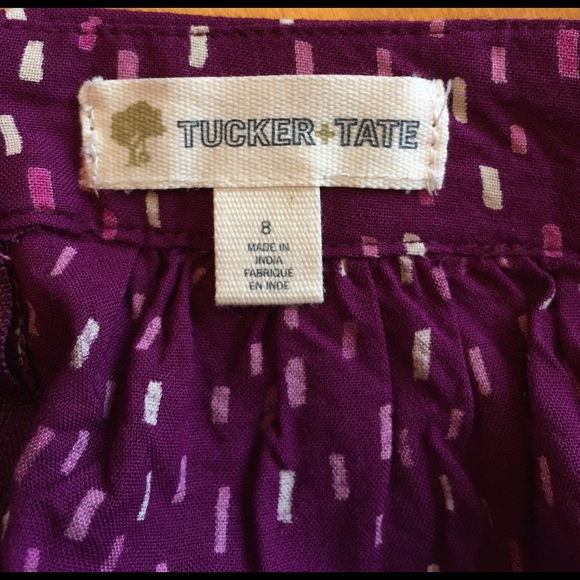 TUCKER+TATE
8
MADE IN
INDIA
FABRIQUÉ
EN INDE